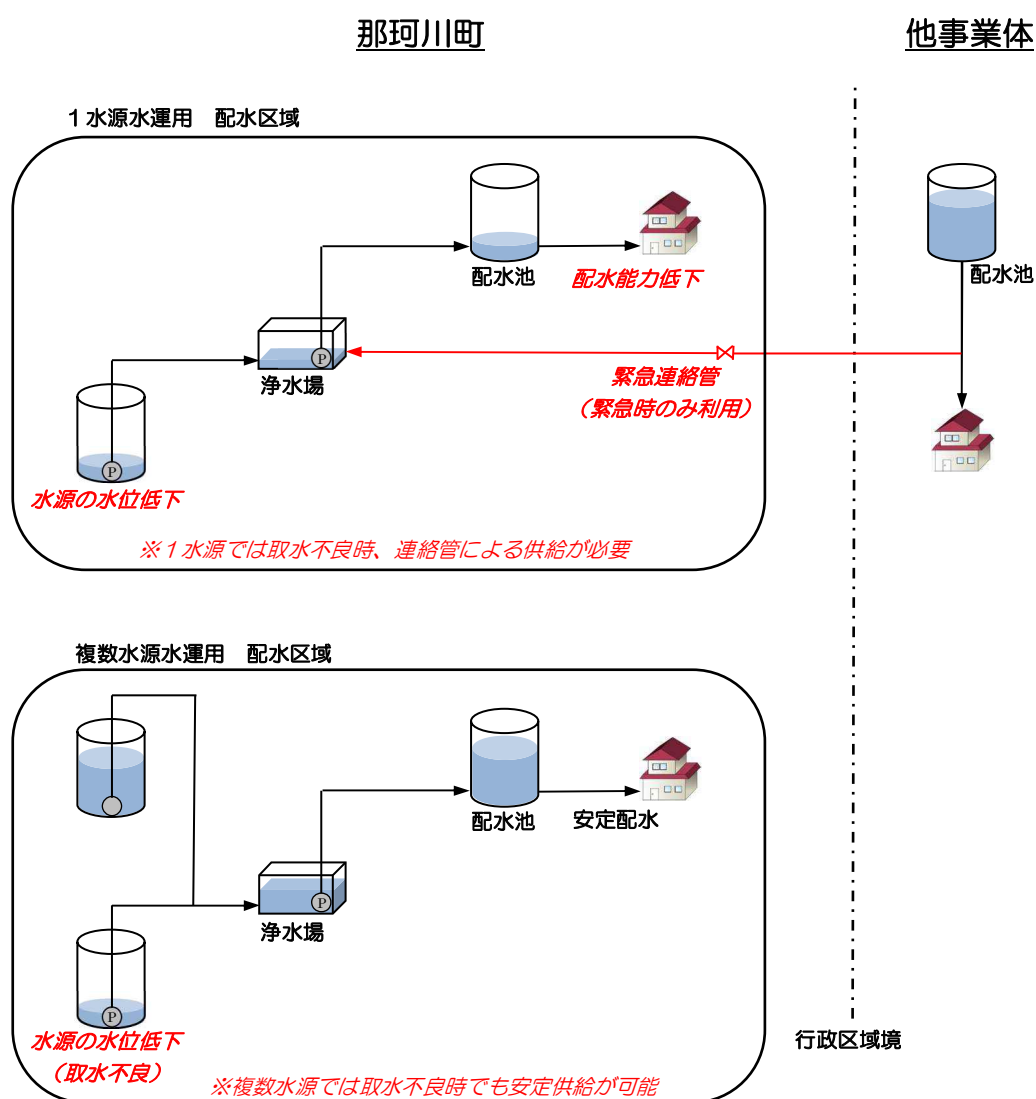 那珂川町
他事業体
1水源水運用　配水区域
配水池
配水能力低下
配水池
P
浄水場
緊急連絡管
（緊急時のみ利用）
P
水源の水位低下
※1水源では取水不良時、連絡管による供給が必要
複数水源水運用　配水区域
配水池
安定配水
P
浄水場
P
水源の水位低下
（取水不良）
行政区域境
※複数水源では取水不良時でも安定供給が可能